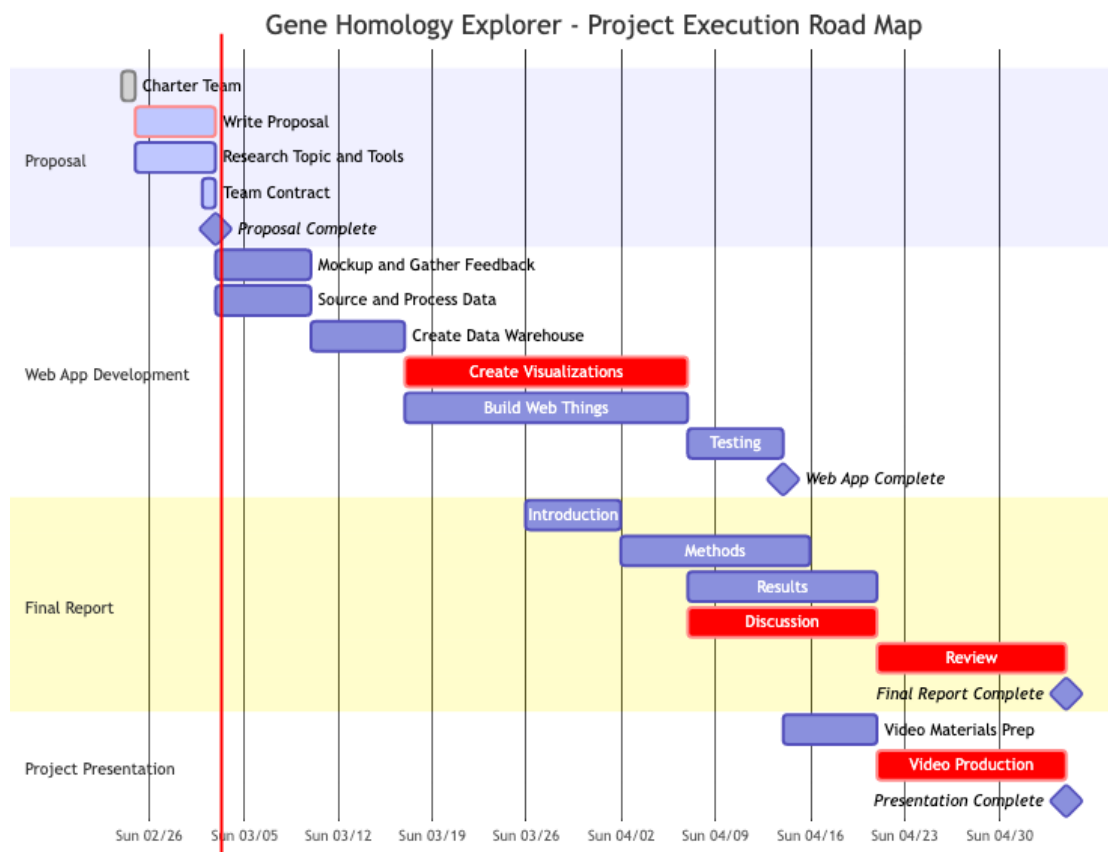 Gene Homology Explorer - Project Execution Road Map
Charter Team
Write Proposal
Proposal
Research Topic and Tools
Team Contract
Proposal Complete
Mockup and Gather Feedback
Source and Process Data
Create Data Warehouse
Web App Development
Create Visualizations
Build Web Things
Testing
Web App Complete
Introduction
Methods
Results
Final Report
Discussion
Review
Final Report Complete
Video Materials Prep
Project Presentation
Video Production
Presentation Complete
Sun 02/26 Sun 03/05 Sun 03/12 Sun 03/19 Sun 03/26 Sun 04/02 Sun 04/09 Sun 04/16 Sun 04/23 Sun 04/30